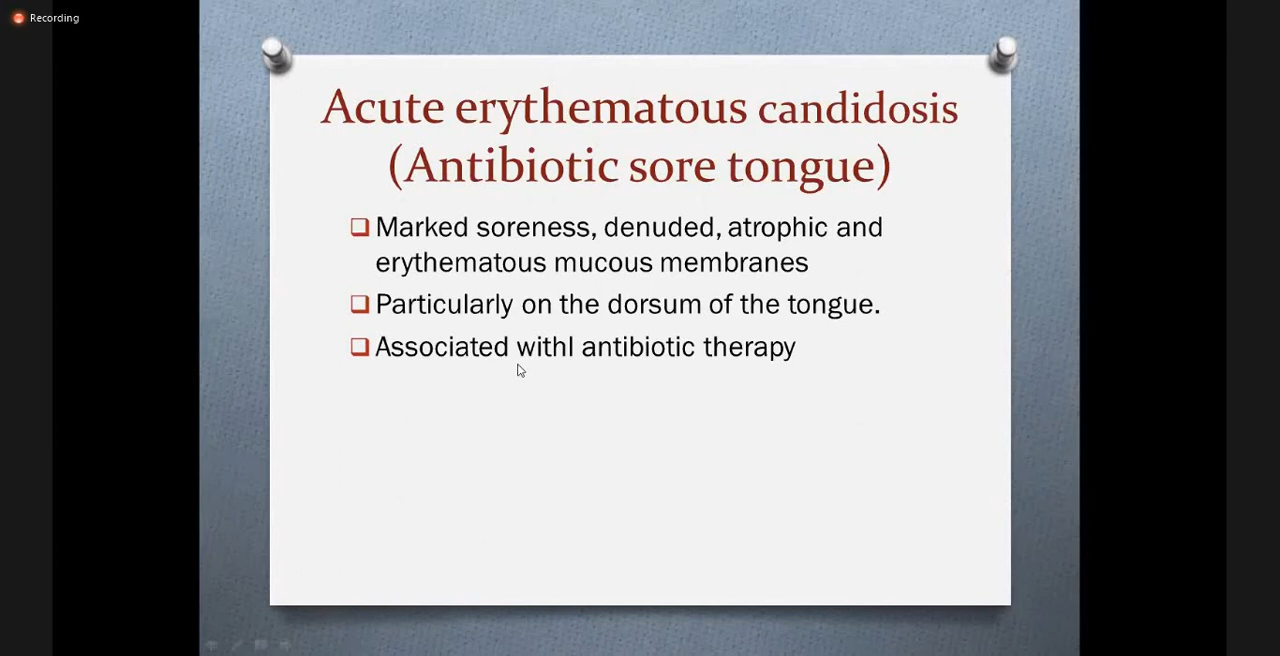 Recording
Acute erythematous candidosis
(Antibiotic sore tongue)
Marked soreness, denuded, atrophic and
erythematous mucous membranes
Particularly on the dorsum of the tongue.
Associated withl antibiotic therapy